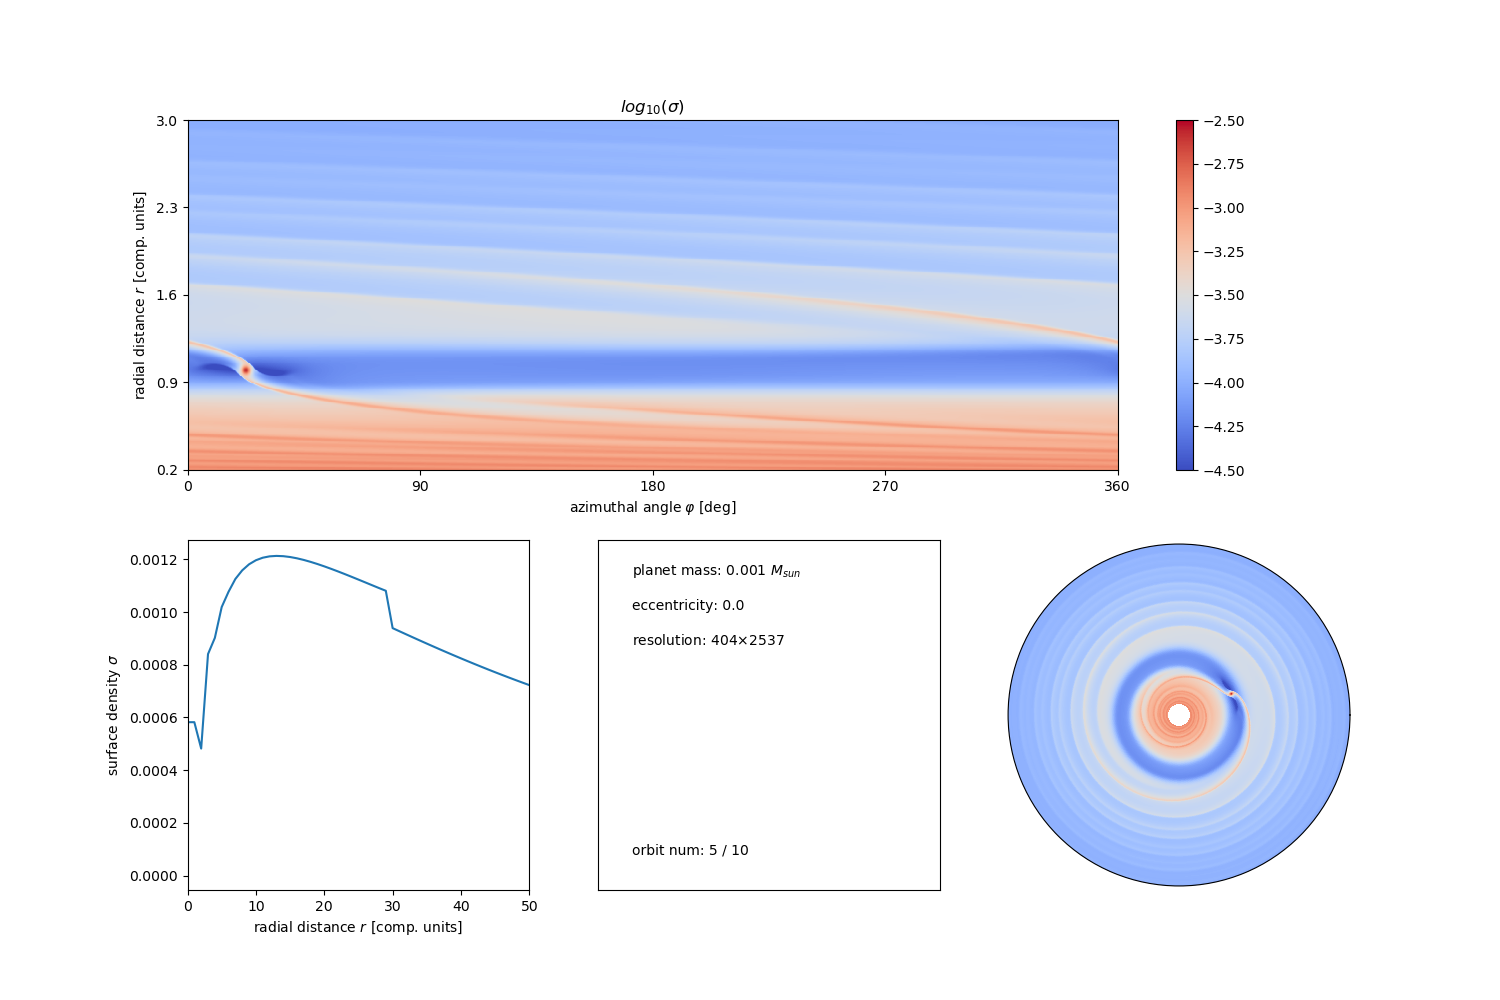 log10(σ)
3.0
2.3
1.6
0.9
0.2
radial distance r [comp. units]
0 90 180 270 360
azimuthal angle φ [deg]
−2.50
−2.75
−3.00
−3.25
−3.50
−3.75
−4.00
−4.25
−4.50
0.0012
0.0010
0.0008
0.0006
0.0004
0.0002
0.0000
surface density σ
0 10 20 30 40 50
radial distance r [comp. units]
planet mass: 0.001 Msun
eccentricity: 0.0
resolution: 404×2537
orbit num: 5 / 10